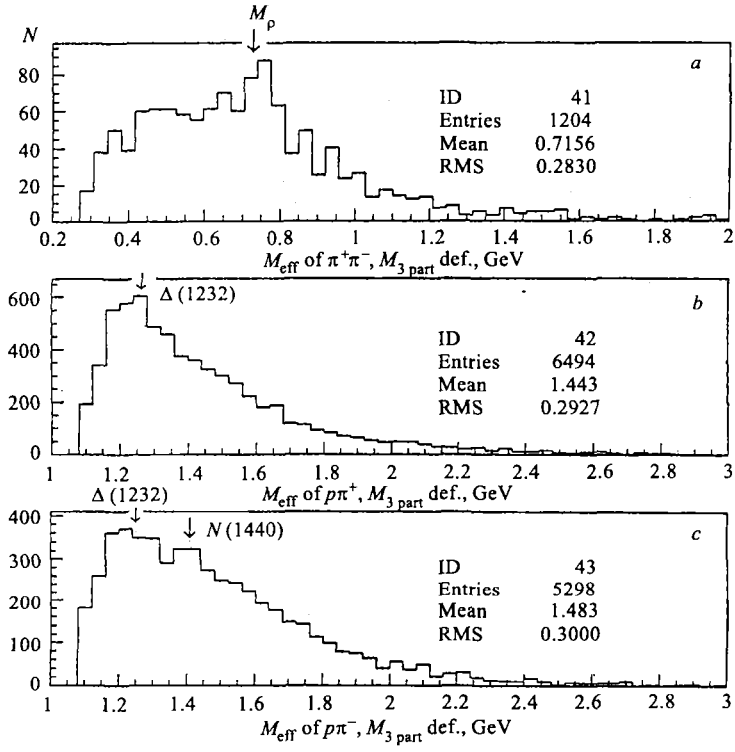 M_ρ
N
a
80
60
40
20
0
ID 41
Entries 1204
Mean 0.7156
RMS 0.2830
0.2 0.4 0.6 0.8 1 1.2 1.4 1.6 1.8 2
M_eff of π⁺π⁻, M_3 part def., GeV
600
400
200
0
Δ (1232)
b
ID 42
Entries 6494
Mean 1.443
RMS 0.2927
1 1.2 1.4 1.6 1.8 2 2.2 2.4 2.6 2.8 3
M_eff of pπ⁺, M_3 part def., GeV
Δ (1232)
N (1440)
c
400
300
200
100
0
ID 43
Entries 5298
Mean 1.483
RMS 0.3000
1 1.2 1.4 1.6 1.8 2 2.2 2.4 2.6 2.8 3
M_eff of pπ⁻, M_3 part def., GeV